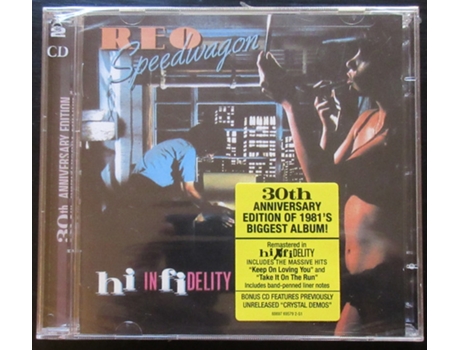 2
CD
30th ANNIVERSARY EDITION
REO
Speedwagon
hi INfiDELITY
30th
ANNIVERSARY
EDITION OF 1981'S
BIGGEST ALBUM!
Remastered in
hi XfiDELITY
INCLUDES THE MASSIVE HITS
"Keep On Loving You" and
"Take It On The Run"
Includes band-penned liner notes
BONUS CD FEATURES PREVIOUSLY
UNRELEASED "CRYSTAL DEMOS"